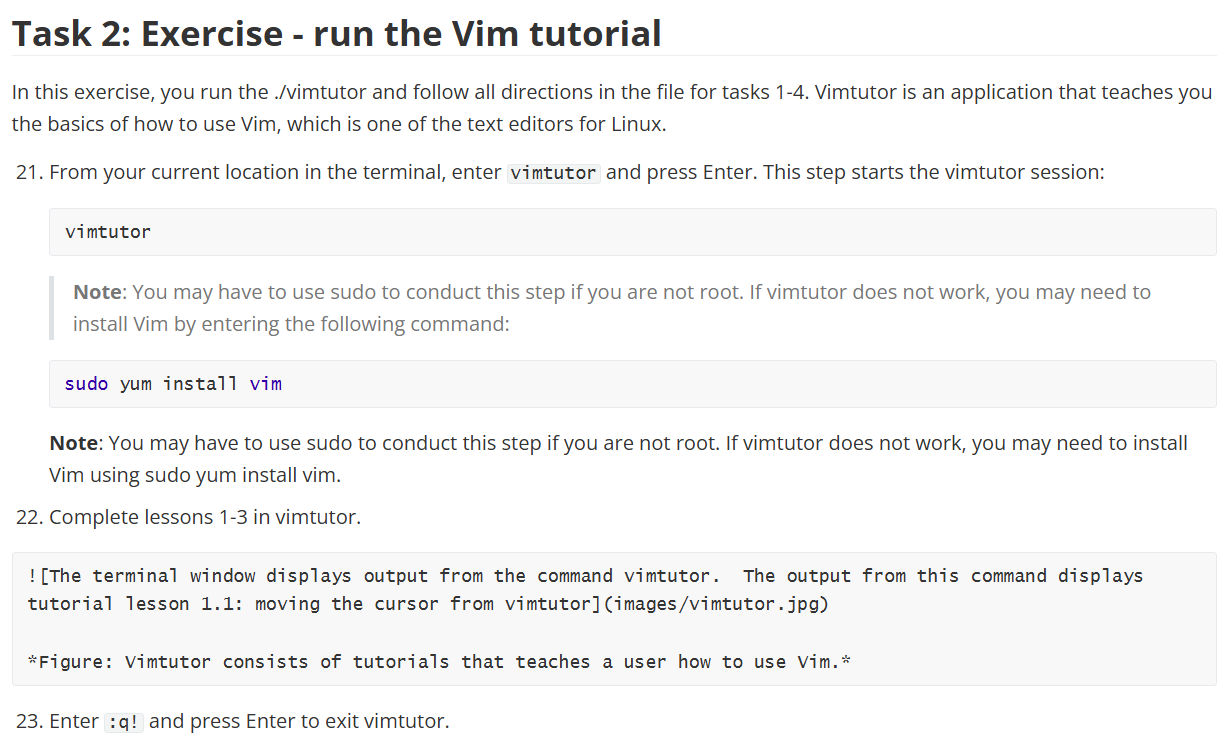 Task 2: Exercise - run the Vim tutorial
In this exercise, you run the ./vimtutor and follow all directions in the file for tasks 1-4. Vimtutor is an application that teaches you
the basics of how to use Vim, which is one of the text editors for Linux.
21. From your current location in the terminal, enter vimtutor and press Enter. This step starts the vimtutor session:
vimtutor
Note: You may have to use sudo to conduct this step if you are not root. If vimtutor does not work, you may need to
install Vim by entering the following command:
sudo yum install vim
Note: You may have to use sudo to conduct this step if you are not root. If vimtutor does not work, you may need to install
Vim using sudo yum install vim.
22. Complete lessons 1-3 in vimtutor.
![The terminal window displays output from the command vimtutor.  The output from this command displays
tutorial lesson 1.1: moving the cursor from vimtutor](images/vimtutor.jpg)
*Figure: Vimtutor consists of tutorials that teaches a user how to use Vim.*
23. Enter :q! and press Enter to exit vimtutor.